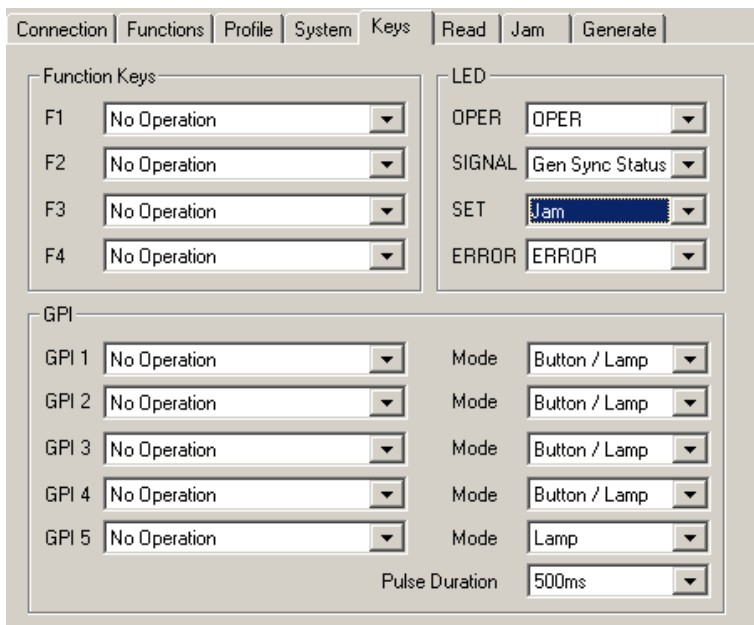 Connection Functions Profile System Keys Read Jam Generate
Function Keys
F1 No Operation
F2 No Operation
F3 No Operation
F4 No Operation
LED
OPER OPER
SIGNAL Gen Sync Status
SET Jam
ERROR ERROR
GPI
GPI 1 No Operation Mode Button / Lamp
GPI 2 No Operation Mode Button / Lamp
GPI 3 No Operation Mode Button / Lamp
GPI 4 No Operation Mode Button / Lamp
GPI 5 No Operation Mode Lamp
Pulse Duration 500ms